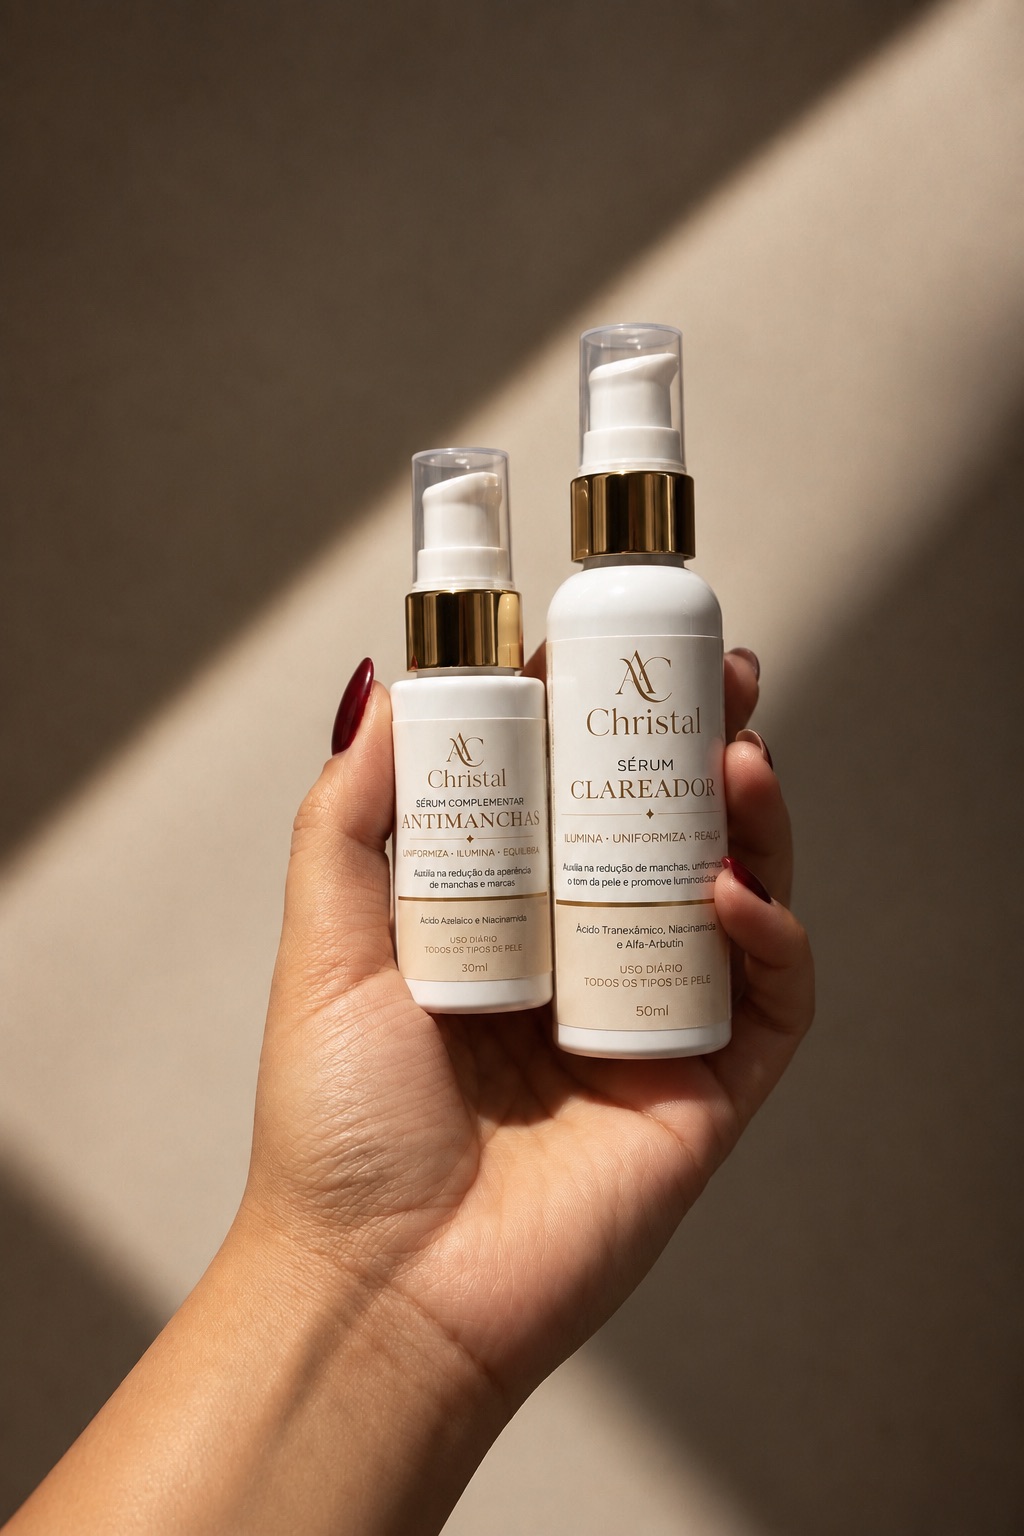 AC
Christal
SÉRUM COMPLEMENTAR
ANTIMANCHAS
UNIFORMIZA • ILUMINA • EQUILIBRA
Auxilia na redução da aperência
de manchas e marcas
Ácido Azelaico e Niacinamida
USO DIÁRIO
TODOS OS TIPOS DE PELE
30ml
AC
Christal
SÉRUM
CLAREADOR
ILUMINA • UNIFORMIZA • REALÇA
Auxilia na redução de manchas, uniformiza
o tom da pele e promove luminosidade
Ácido Tranexâmico, Niacinamida
e Alfa-Arbutin
USO DIÁRIO
TODOS OS TIPOS DE PELE
50ml